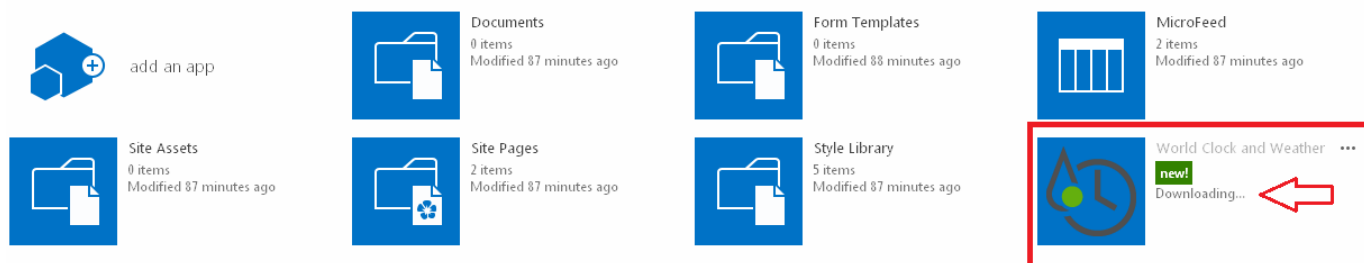 add an app
Documents
0 items
Modified 87 minutes ago
Form Templates
0 items
Modified 88 minutes ago
MicroFeed
2 items
Modified 87 minutes ago
Site Assets
0 items
Modified 87 minutes ago
Site Pages
2 items
Modified 87 minutes ago
Style Library
5 items
Modified 87 minutes ago
World Clock and Weather ...
new!
Downloading...